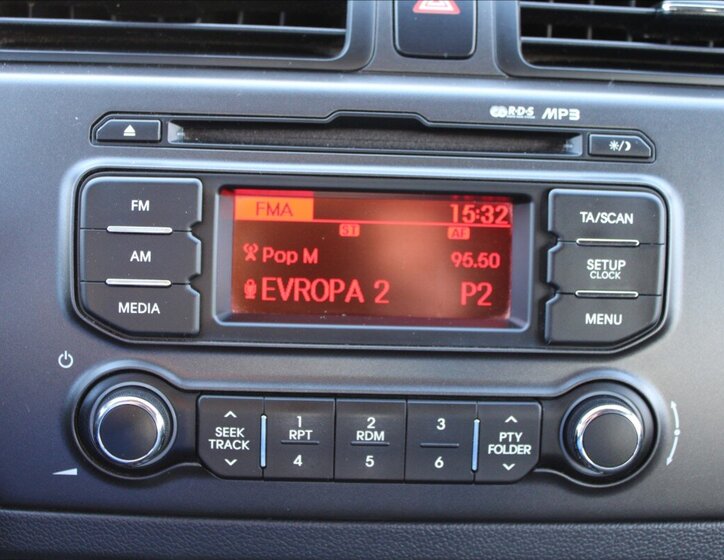 R·D·S MP3
FM
AM
MEDIA
FMA 15:32
ST AF
Pop M 95.50
EVROPA 2 P2
TA/SCAN
SETUP
CLOCK
MENU
SEEK
TRACK
1
RPT
4
2
RDM
5
3
6
PTY
FOLDER